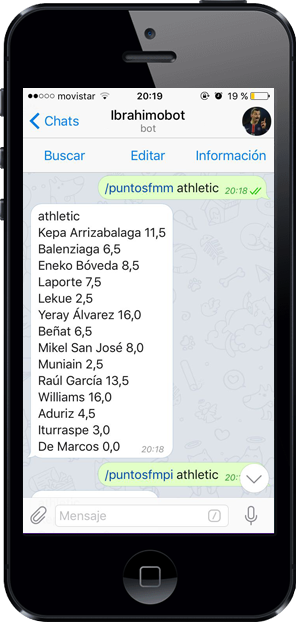 movistar 20:19 19 %
Chats Ibrahimobot
bot
Buscar Editar Información
/puntosfmm athletic 20:18
athletic
Kepa Arrizabalaga 11,5
Balenziaga 6,5
Eneko Bóveda 8,5
Laporte 7,5
Lekue 2,5
Yeray Álvarez 16,0
Beñat 6,5
Mikel San José 8,0
Muniain 2,5
Raúl García 13,5
Williams 16,0
Aduriz 4,5
Iturraspe 3,0
De Marcos 0,0 20:18
/puntosfmpi athletic
Mensaje